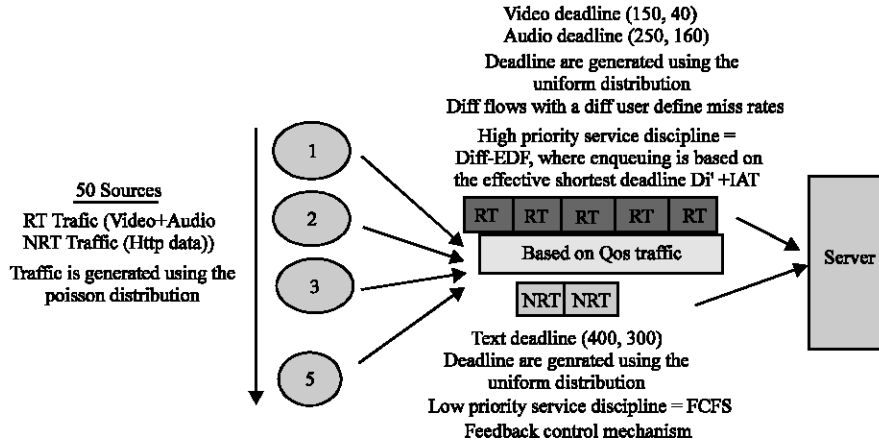 Video deadline (150, 40)
Audio deadline (250, 160)
Deadline are generated using the
uniform distribution
Diff flows with a diff user define miss rates
High priority service discipline =
Diff-EDF, where enqueuing is based on
the effective shortest deadline Di' +IAT
50 Sources
RT Trafic (Video+Audio
NRT Traffic (Http data))
Traffic is generated using the
poisson distribution
1
2
3
5
RT RT RT RT RT
Based on Qos traffic
NRT NRT
Server
Text deadline (400, 300)
Deadline are genrated using the
uniform distribution
Low priority service discipline = FCFS
Feedback control mechanism